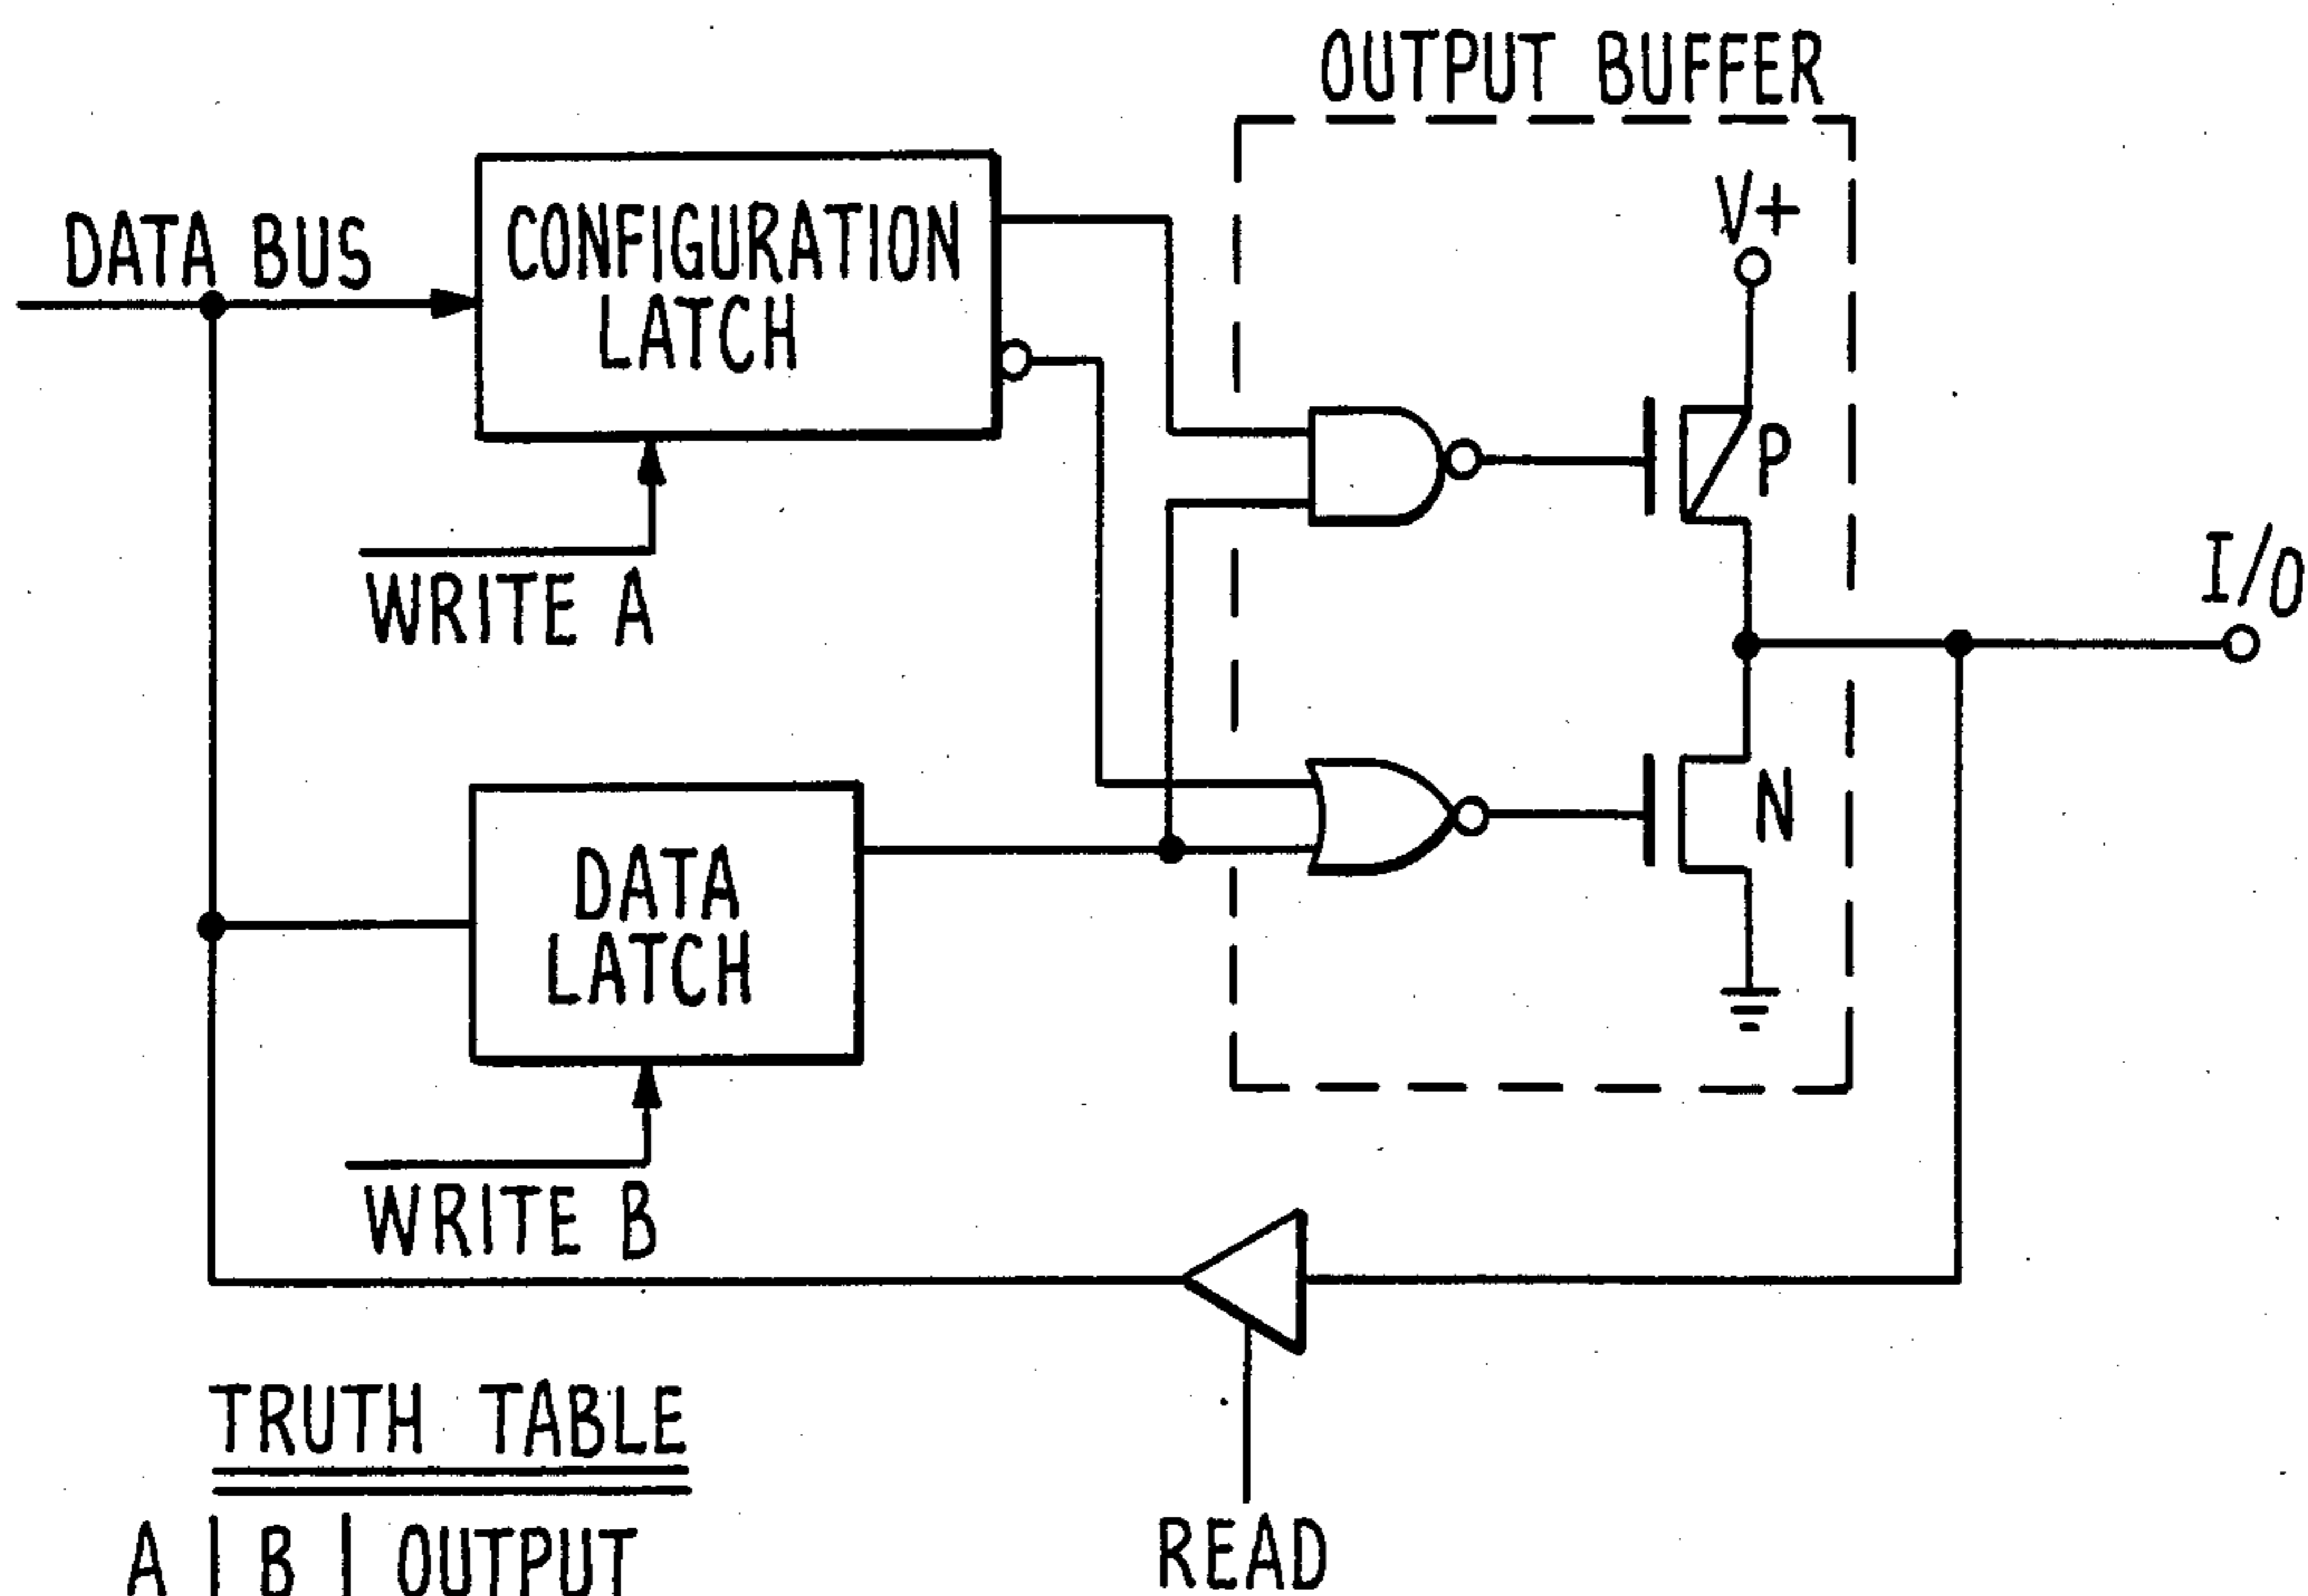 OUTPUT BUFFER
V+
DATA BUS
CONFIGURATION
LATCH
P
I/O
WRITE A
N
DATA
LATCH
WRITE B
TRUTH TABLE
A | B | OUTPUT
READ